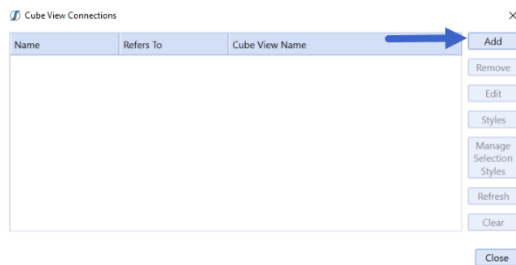 Cube View Connections
Name Refers To Cube View Name
Add
Remove
Edit
Styles
Manage
Selection
Styles
Refresh
Clear
Close